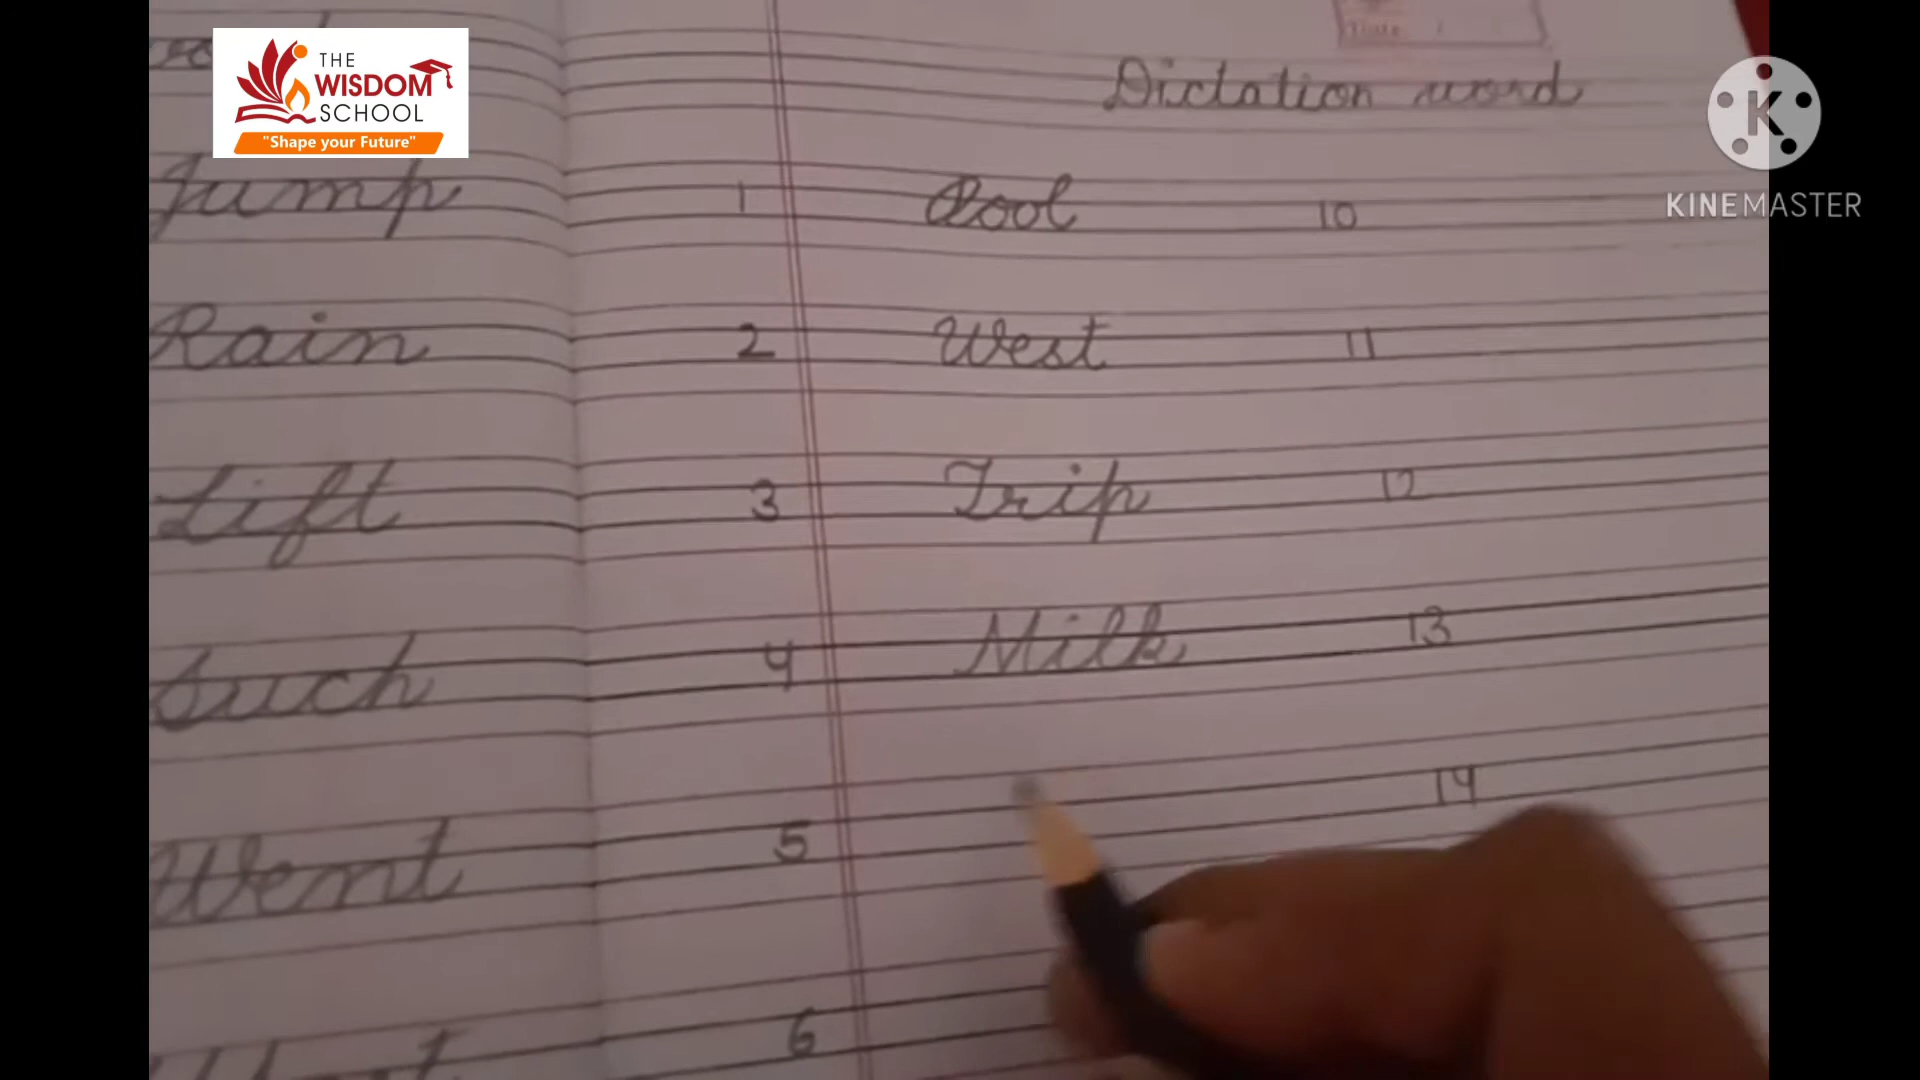 THE
WISDOM
SCHOOL
"Shape your Future"
KINEMASTER
Date
Dictation word
Jump
1 Pool 10
Rain
2 West 11
Lift
3 Trip 12
Such
4 Milk 13
Went
5 14
6